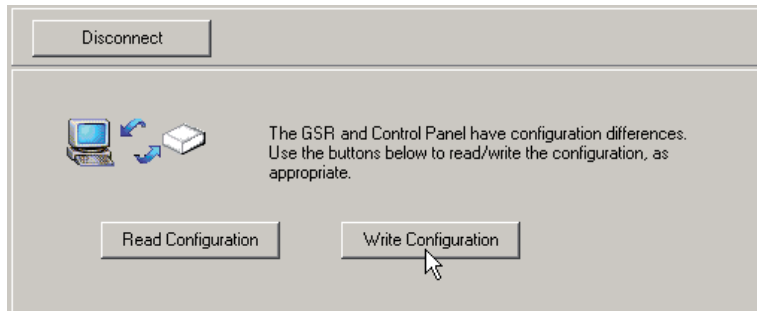 Disconnect
The GSR and Control Panel have configuration differences.
Use the buttons below to read/write the configuration, as
appropriate.
Read Configuration
Write Configuration